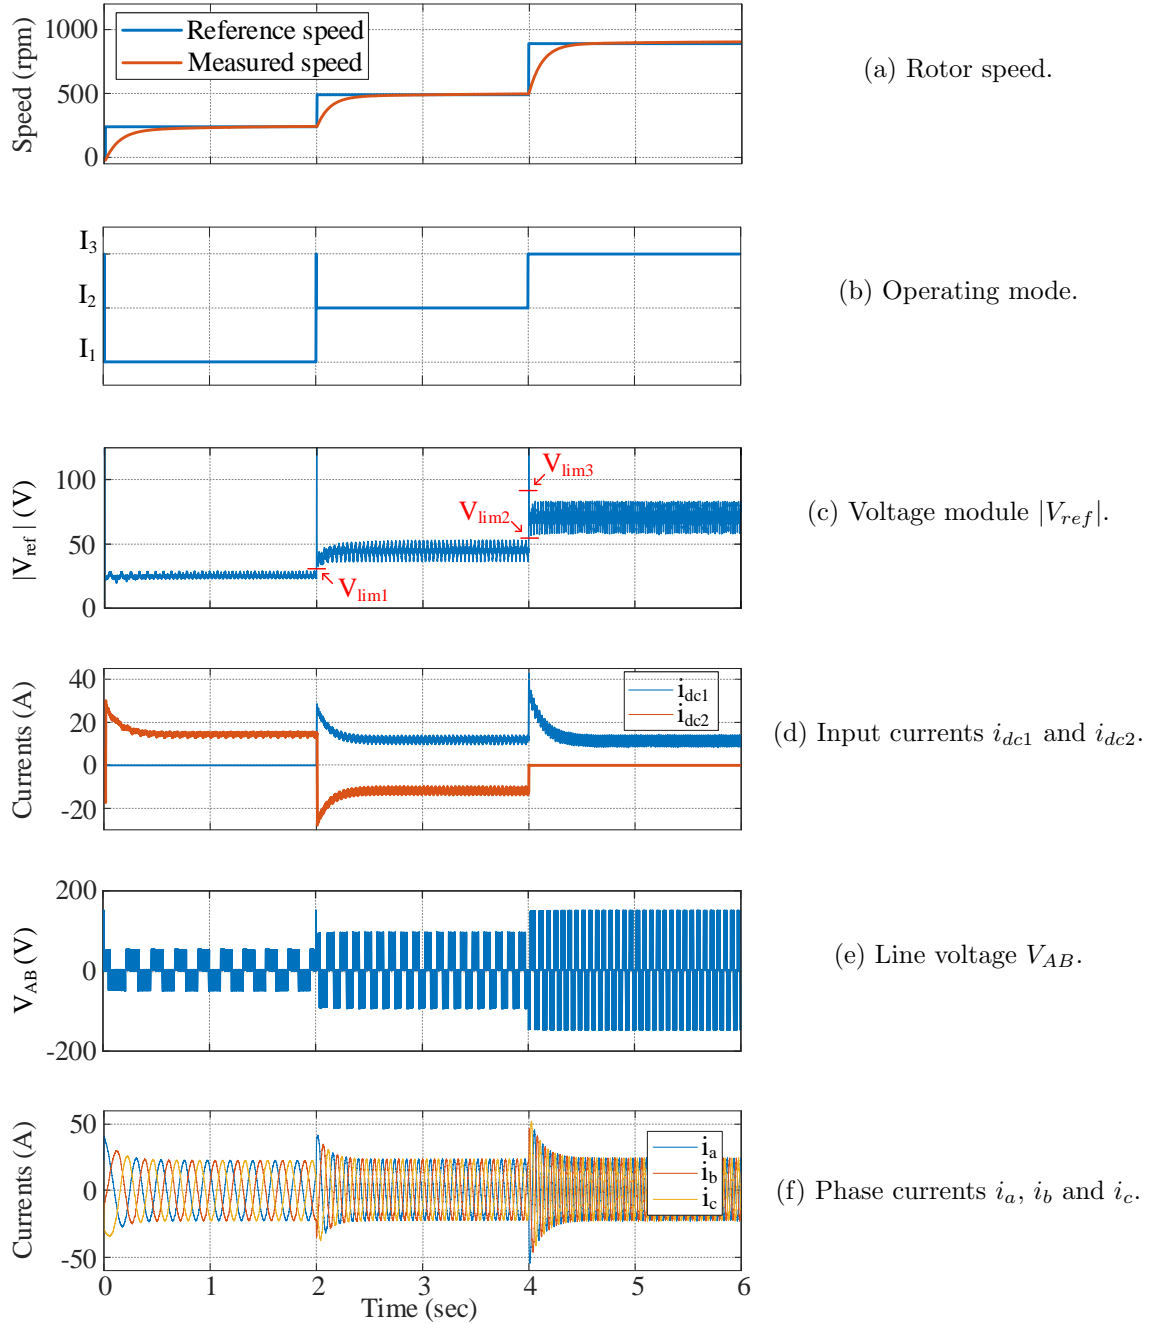 1000
500
0
Speed (rpm)
Reference speed
Measured speed
(a) Rotor speed.
I3
I2
I1
(b) Operating mode.
100
50
0
|Vref| (V)
Vlim3
Vlim2
Vlim1
(c) Voltage module |Vref|.
40
20
0
-20
Currents (A)
idc1
idc2
(d) Input currents idc1 and idc2.
200
0
-200
VAB (V)
(e) Line voltage VAB.
50
0
-50
Currents (A)
ia
ib
ic
(f) Phase currents ia, ib and ic.
0 1 2 3 4 5 6
Time (sec)